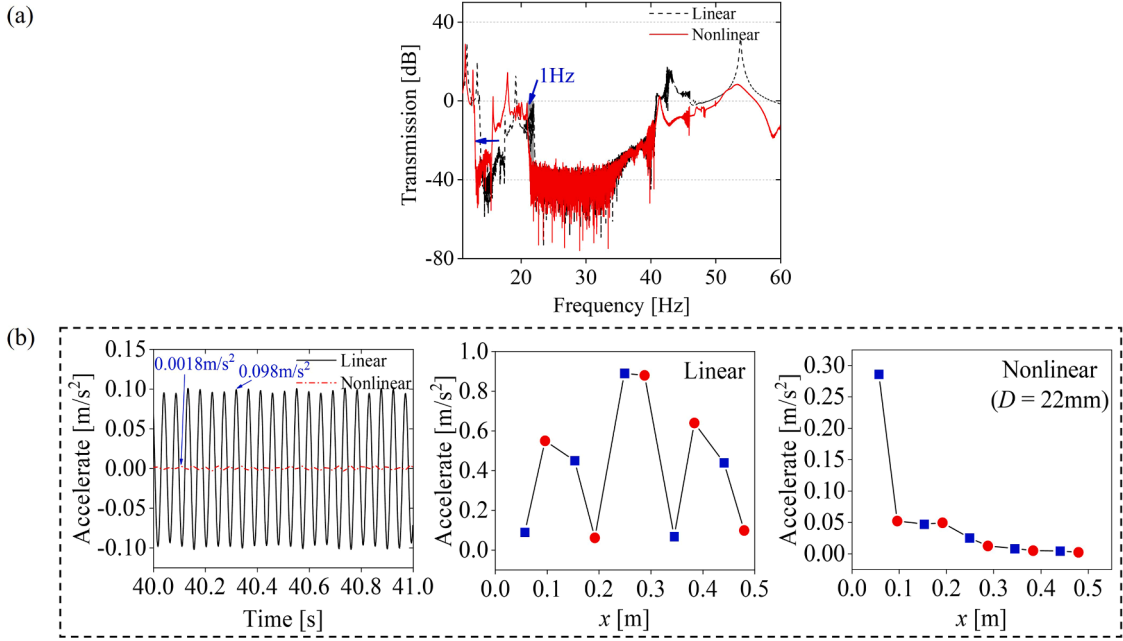 (a)
Linear
Nonlinear
1Hz
40
0
-40
-80
Transmission [dB]
20
30
40
50
60
Frequency [Hz]
(b)
0.15
0.10
0.05
0.00
-0.05
-0.10
Accelerate [m/s²]
0.0018m/s²
0.098m/s²
Linear
Nonlinear
40.0
40.2
40.4
40.6
40.8
41.0
Time [s]
1.0
0.8
0.6
0.4
0.2
0.0
Accelerate [m/s²]
Linear
0.0
0.1
0.2
0.3
0.4
0.5
x [m]
0.30
0.25
0.20
0.15
0.10
0.05
0.00
Accelerate [m/s²]
Nonlinear
(D = 22mm)
0.0
0.1
0.2
0.3
0.4
0.5
x [m]